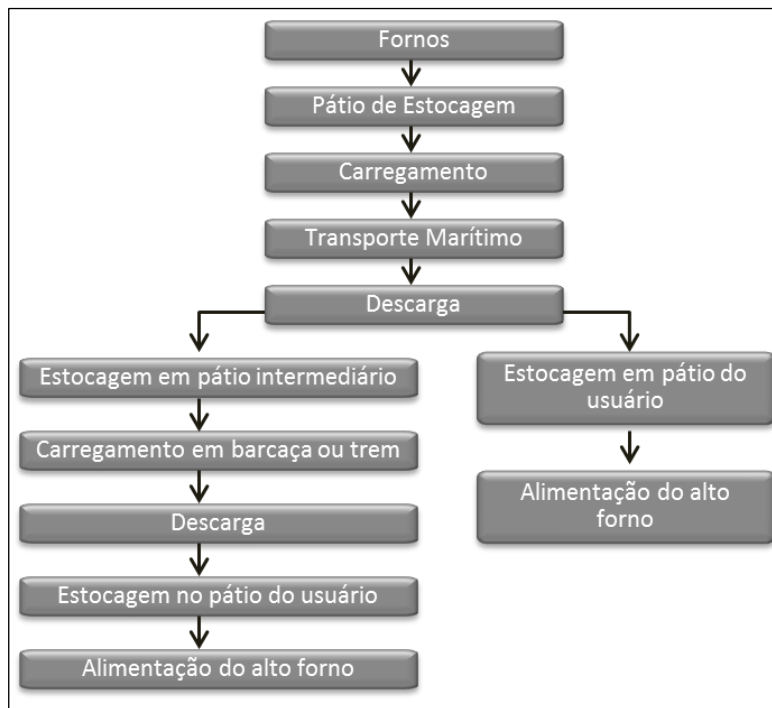 Fornos
Pátio de Estocagem
Carregamento
Transporte Marítimo
Descarga
Estocagem em pátio intermediário
Carregamento em barcaça ou trem
Descarga
Estocagem no pátio do usuário
Alimentação do alto forno
Estocagem em pátio do
usuário
Alimentação do alto
forno